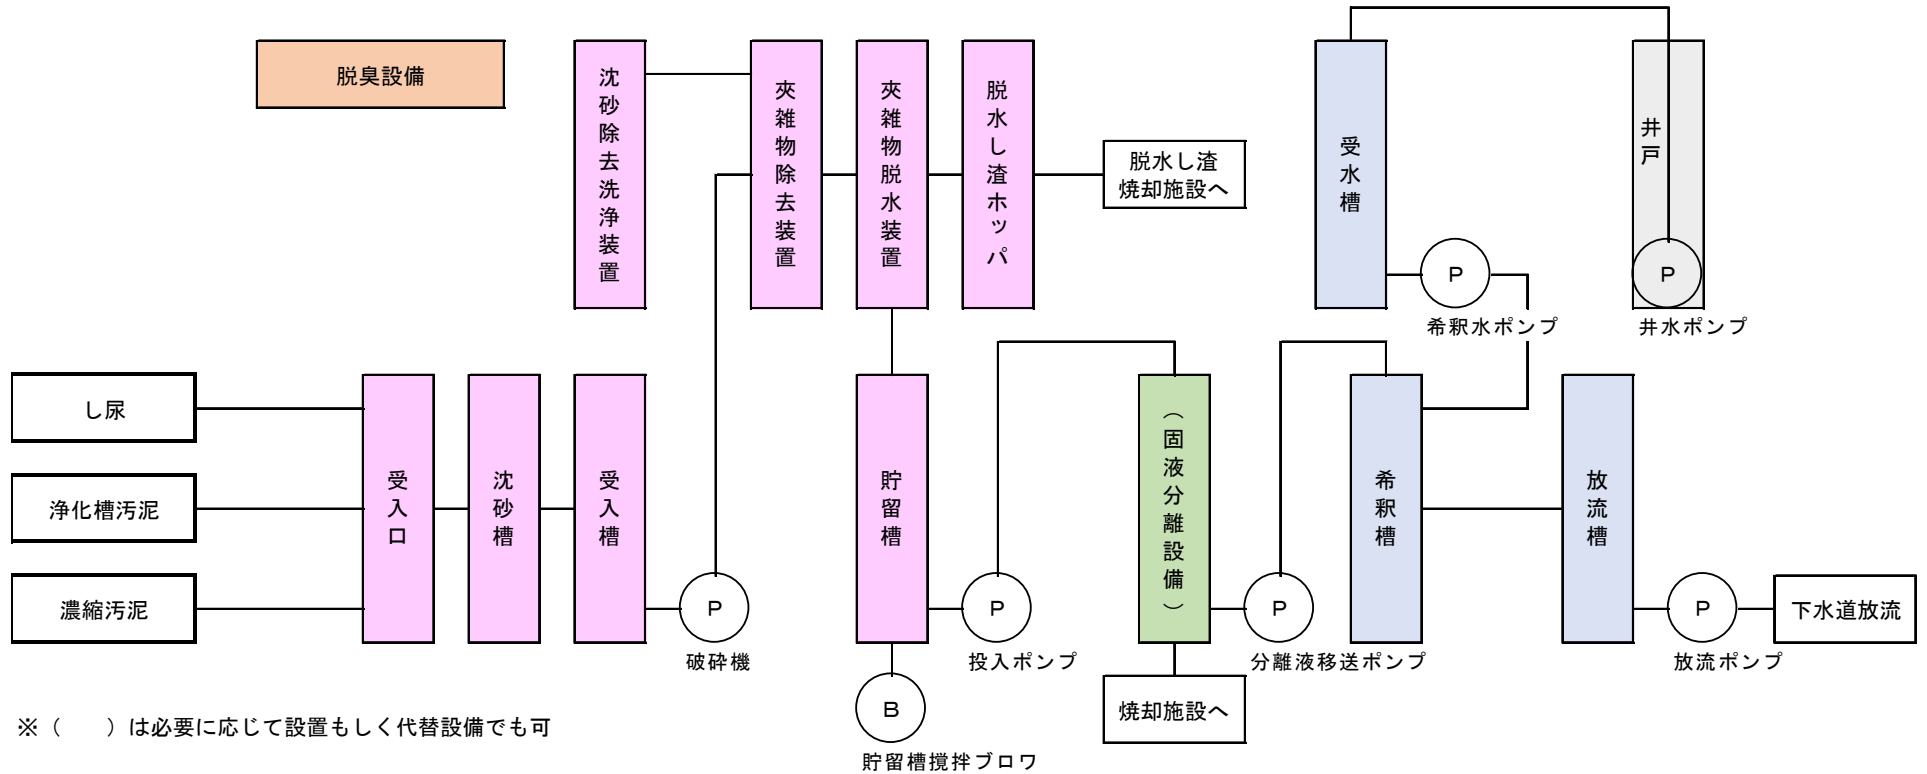 脱臭設備
沈砂除去洗浄装置
夾雑物除去装置
夾雑物脱水装置
脱水し渣ホッパ
脱水し渣
焼却施設へ
受水槽
井戸
P
P
希釈水ポンプ
井水ポンプ
し尿
浄化槽汚泥
濃縮汚泥
受入口
沈砂槽
受入槽
P
破砕機
貯留槽
P
投入ポンプ
B
貯留槽撹拌ブロワ
（固液分離設備）
焼却施設へ
P
分離液移送ポンプ
希釈槽
放流槽
P
放流ポンプ
下水道放流
※（　　）は必要に応じて設置もしく代替設備でも可